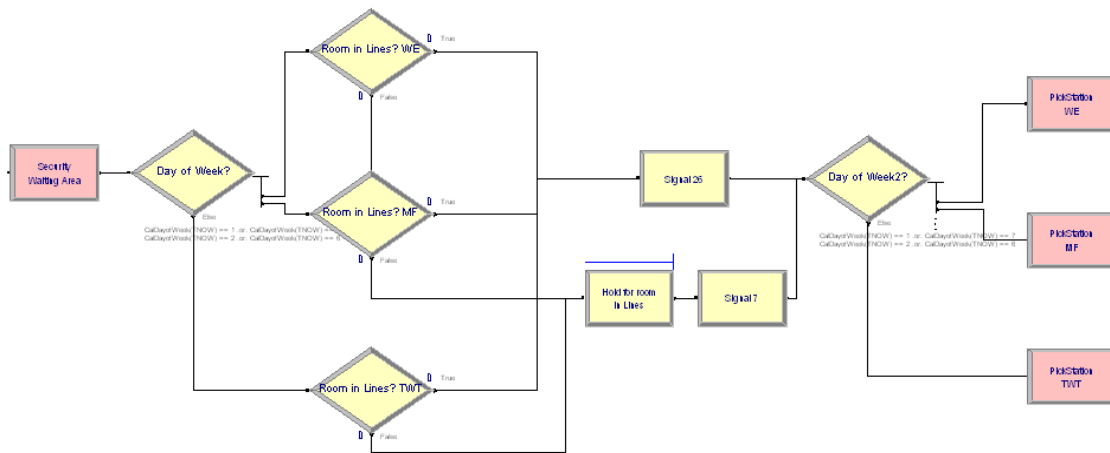 Room in Lines? WE
0
True
0
False
Security
Waiting Area
Day of Week?
Else
CalDayofWeek(TNOW) == 1 .or. CalDayofWeek(TNOW) ==
CalDayofWeek(TNOW) == 2 .or. CalDayofWeek(TNOW) == 6
Room in Lines? MF
0
True
0
False
Room in Lines? TWT
0
True
0
False
Signal 26
Hold for room
in Lines
Signal 7
Day of Week2?
Else
CalDayofWeek(TNOW) == 1 .or. CalDayofWeek(TNOW) == 7
CalDayofWeek(TNOW) == 2 .or. CalDayofWeek(TNOW) == 6
PickStation
WE
PickStation
MF
PickStation
TWT